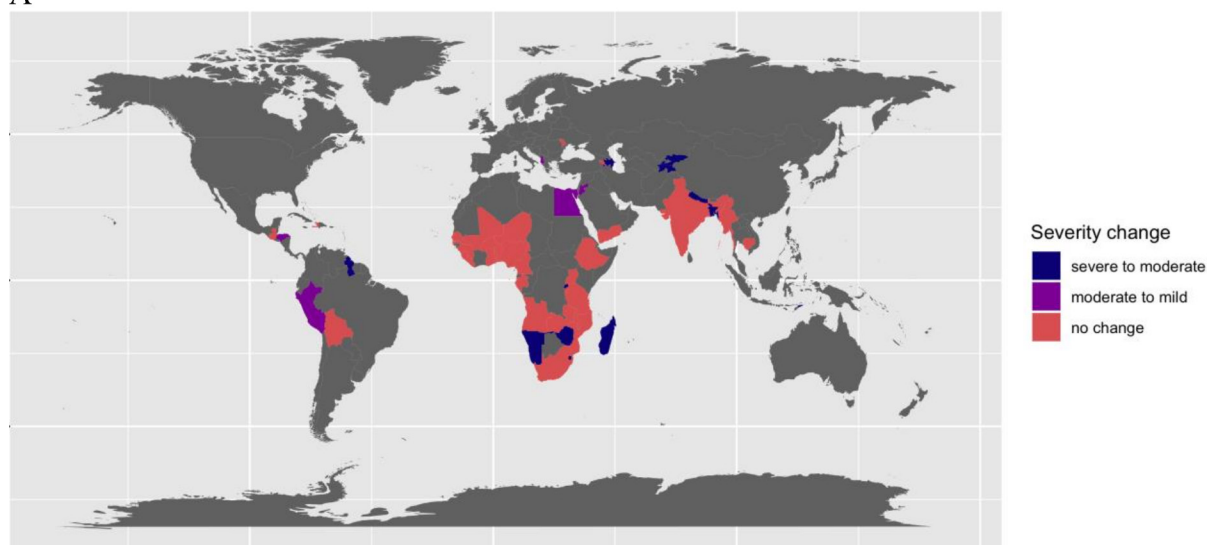 A
Severity change
severe to moderate
moderate to mild
no change